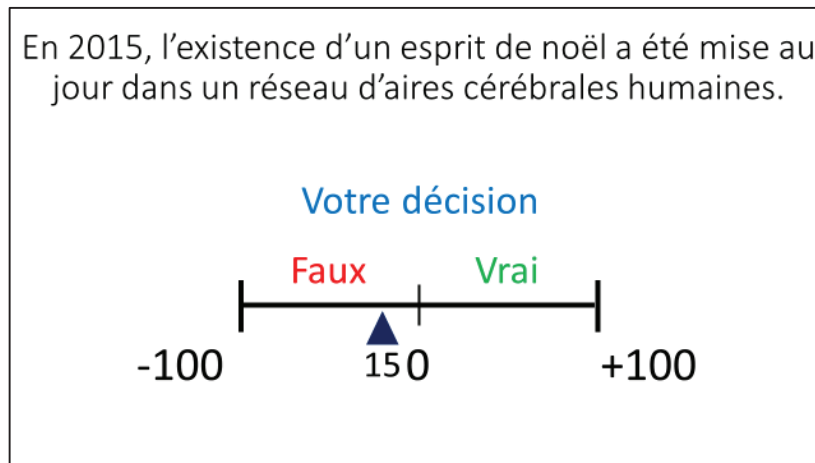 En 2015, l’existence d’un esprit de noël a été mise au
jour dans un réseau d’aires cérébrales humaines.
Votre décision
Faux Vrai
-100 15 0 +100